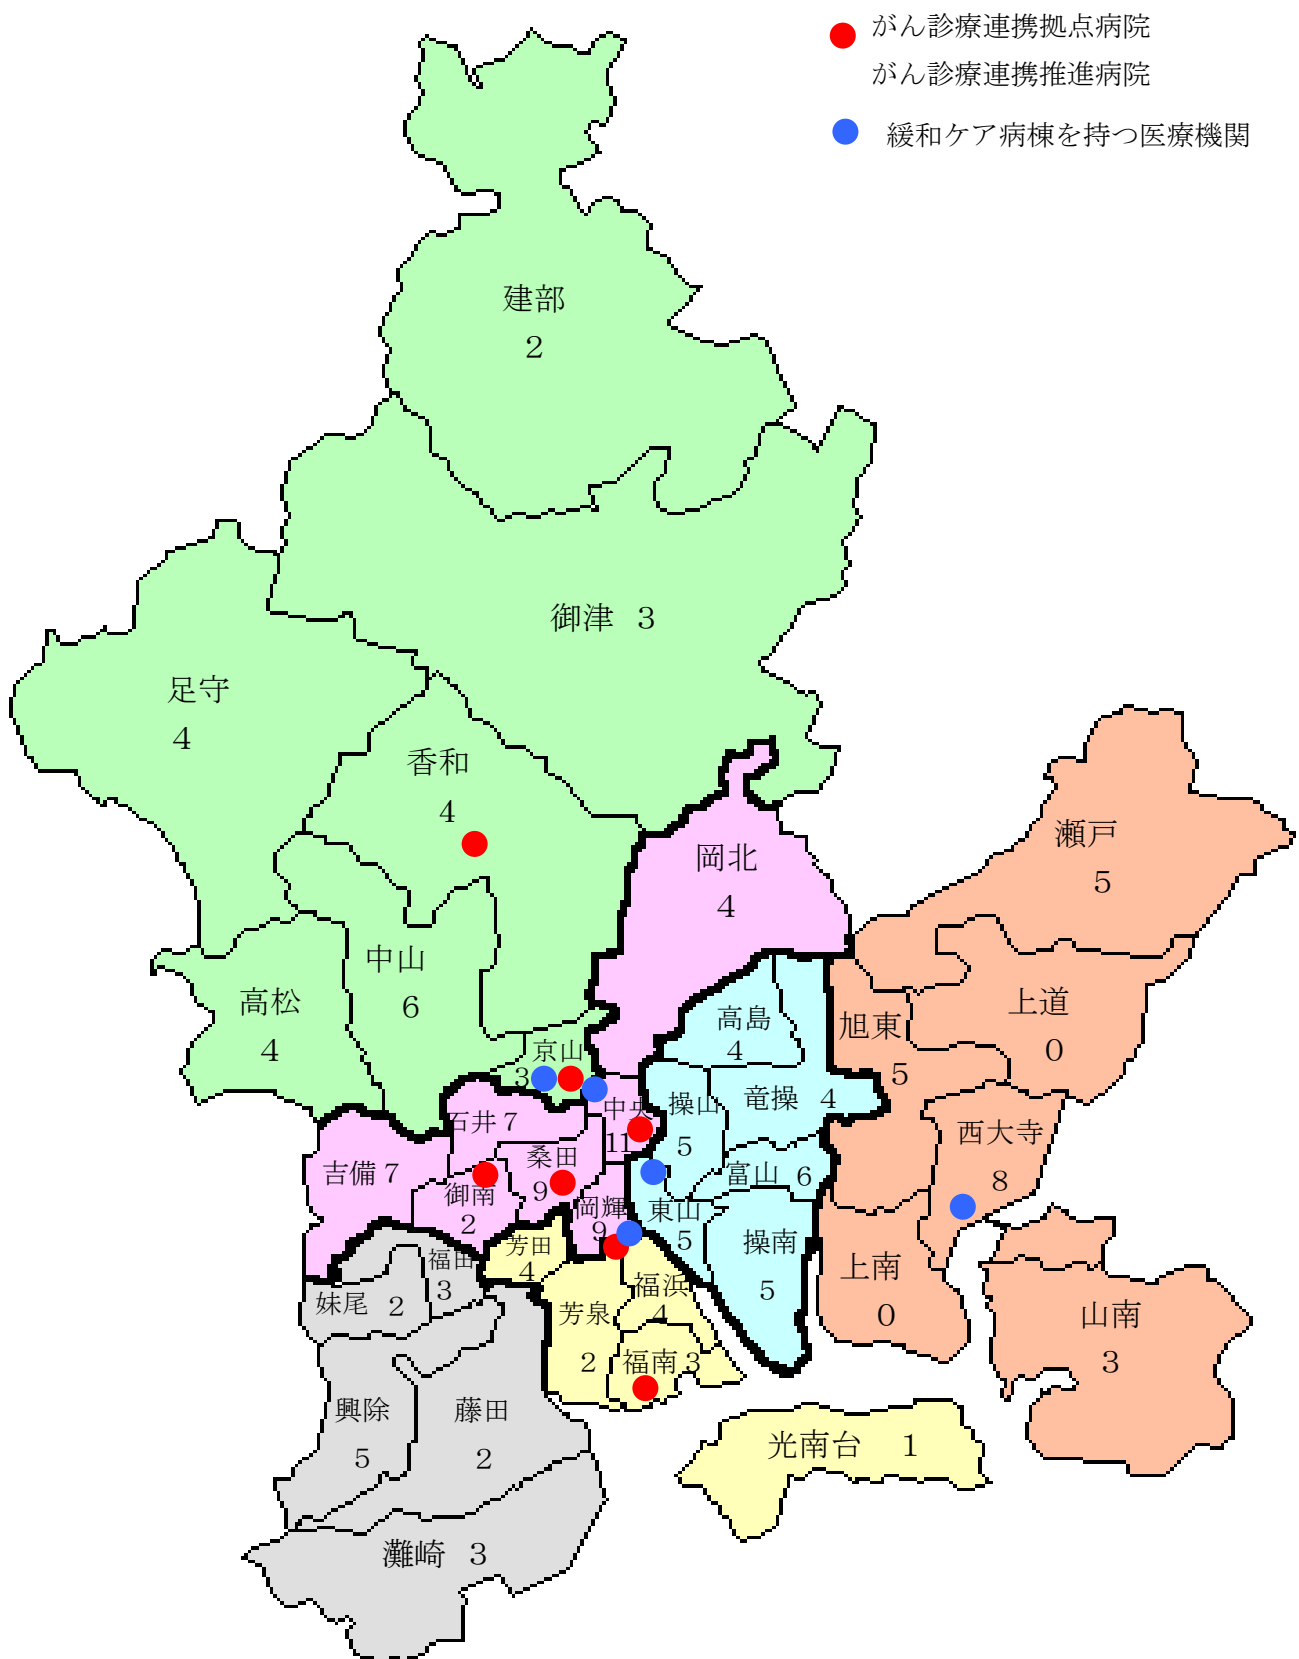 がん診療連携拠点病院
がん診療連携推進病院
緩和ケア病棟を持つ医療機関
建部
２
御津 ３
足守
４
香和
４
岡北
４
瀬戸
５
中山
６
高松
４
高島
４
旭東
５
上道
０
京山
３
石井７
中央
11
操山
５
竜操 ４
西大寺
８
吉備７
桑田
９
御南
２
富山 ６
岡輝
９
東山
５
操南
５
上南
０
芳田
４
福田
３
妹尾 ２
福浜
４
芳泉
２
福南３
山南
３
興除
５
藤田
２
光南台 １
灘崎 ３